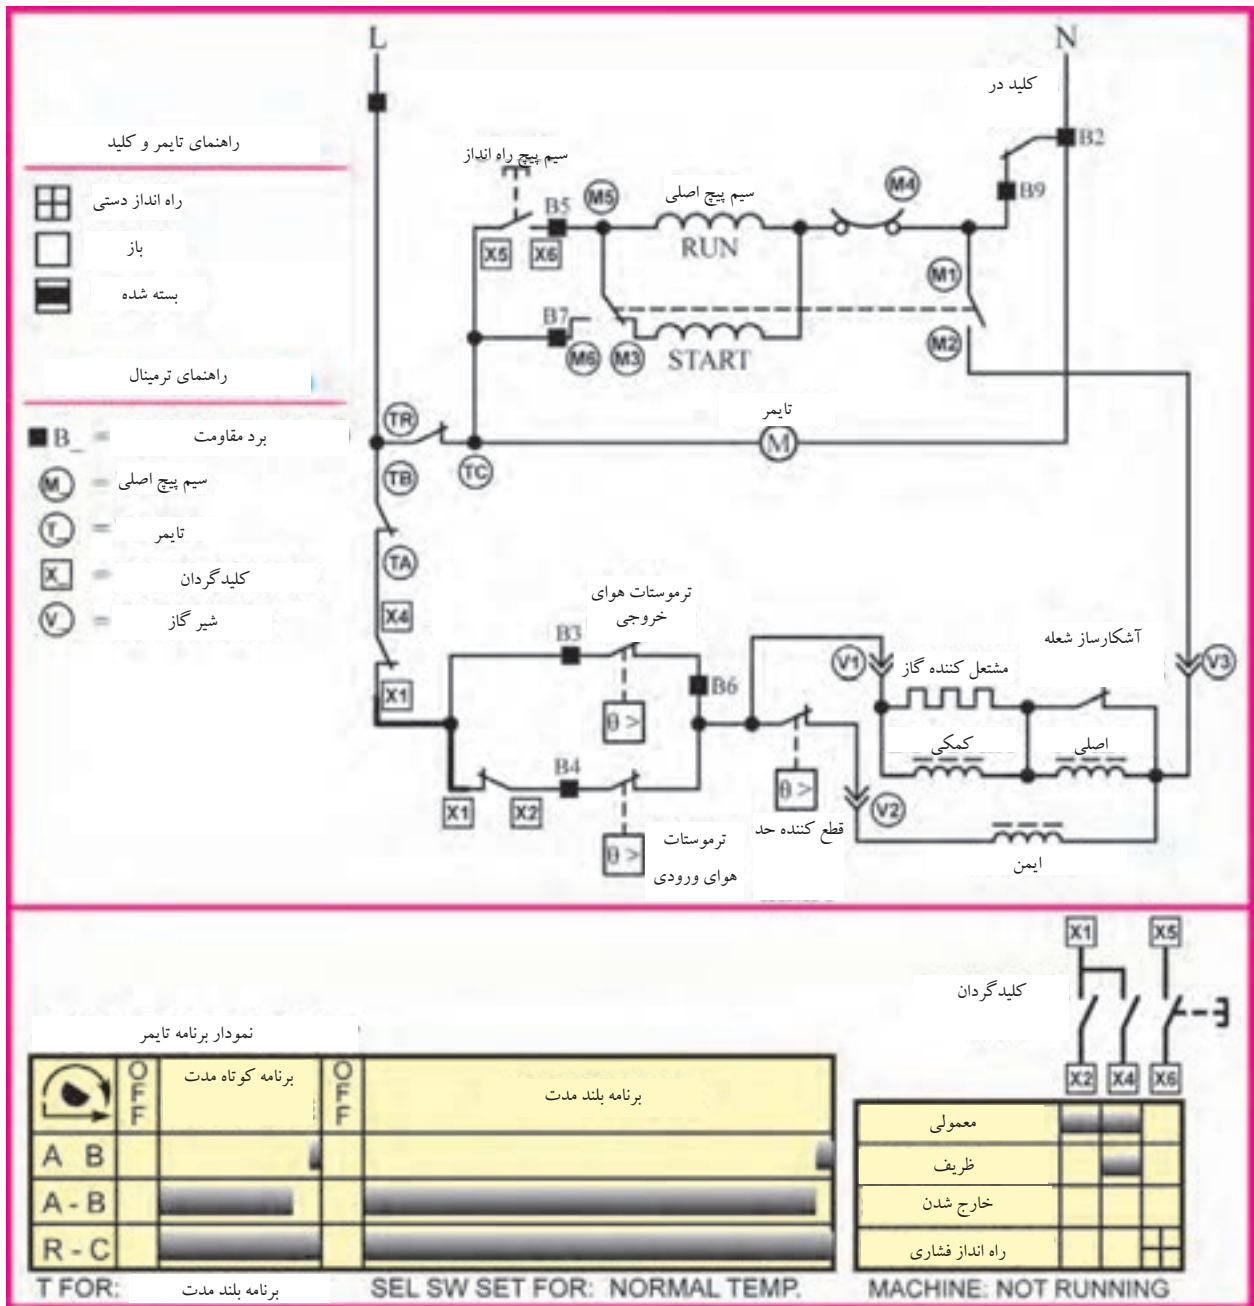 L
N
کلید در
B2
راهنمای تایمر و کلید
سیم پیچ راه انداز
سیم پیچ اصلی
M4
B9
راه انداز دستی
B5
M5
RUN
X5
X6
باز
M1
بسته شده
B7
M6
M3
START
M2
راهنمای ترمینال
تایمر
TR
M
B_ = برد مقاومت
TC
TB
M_ = سیم پیچ اصلی
T_ = تایمر
TA
X_ = کلیدگردان
X4
ترموستات هوای
خروجی
V_ = شیر گاز
B3
آشکارساز شعله
V1
مشتعل کننده گاز
V3
X1
B6
θ >
کمکی
اصلی
B4
X1
X2
θ >
V2
قطع کننده حد
ترموستات
هوای ورودی
θ >
ایمن
X1
X5
کلیدگردان
نمودار برنامه تایمر
X2
X4
X6
OFF
برنامه کوتاه مدت
OFF
برنامه بلند مدت
معمولی
A B
ظریف
A - B
خارج شدن
R - C
راه انداز فشاری
T FOR: برنامه بلند مدت
SEL SW SET FOR: NORMAL TEMP.
MACHINE: NOT RUNNING